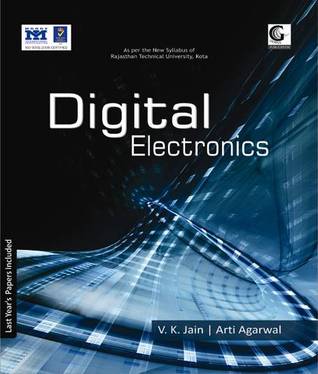 As per the New Syllabus of
Rajasthan Technical University, Kota
Digital
Electronics
Last Year's Papers Included
V. K. Jain | Arti Agarwal